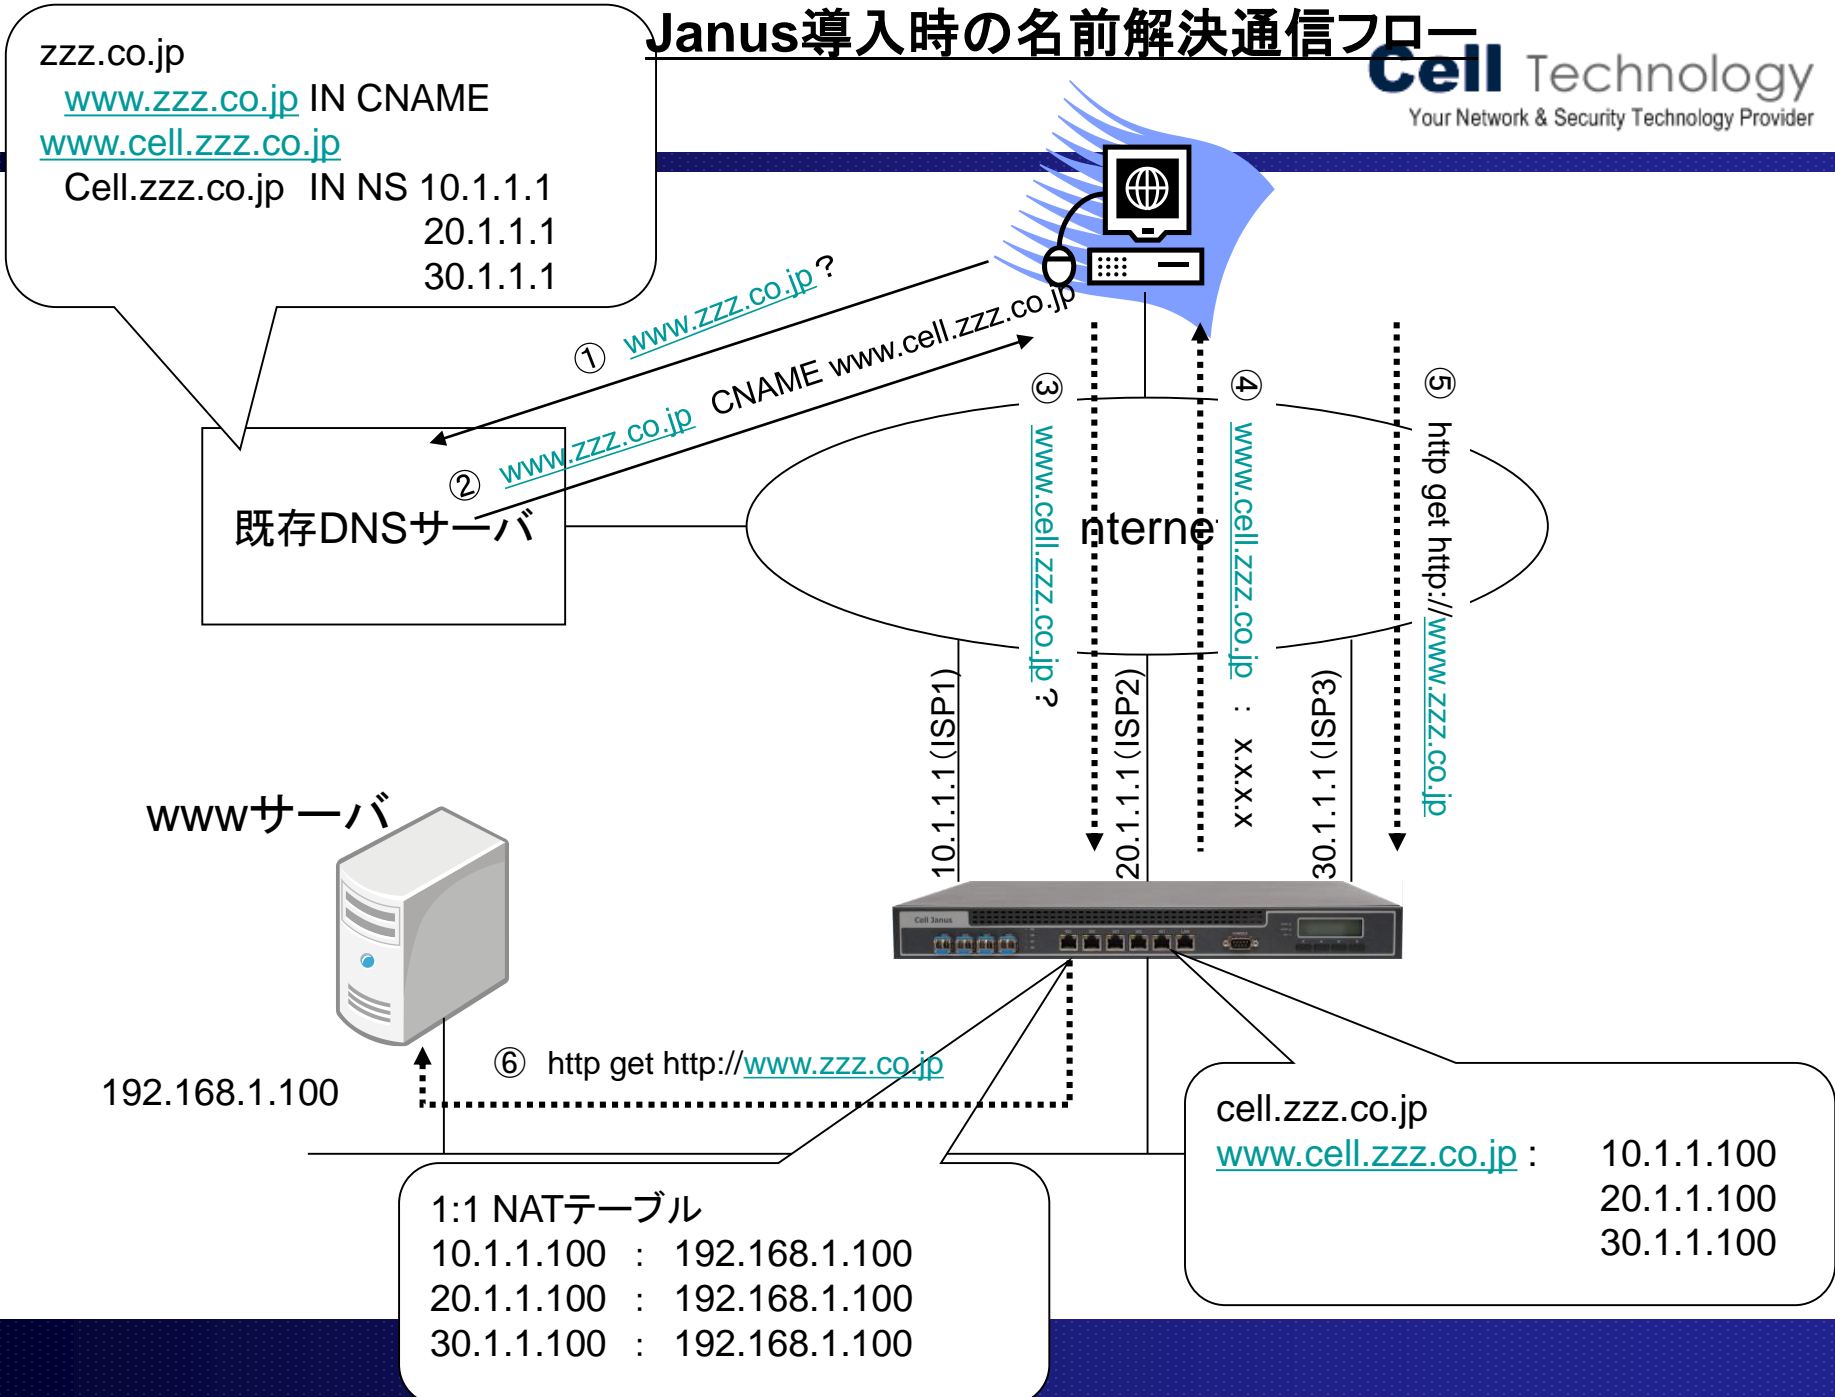 Janus導入時の名前解決通信フロー
Cell Technology
Your Network & Security Technology Provider
zzz.co.jp
www.zzz.co.jp IN CNAME
www.cell.zzz.co.jp
Cell.zzz.co.jp IN NS 10.1.1.1
20.1.1.1
30.1.1.1
① www.zzz.co.jp？
② www.zzz.co.jp CNAME www.cell.zzz.co.jp
③ www.cell.zzz.co.jp？
④ www.cell.zzz.co.jp ： x.x.x.x
⑤ http get http://www.zzz.co.jp
既存DNSサーバ
nterne
10.1.1.1（ISP1)
20.1.1.1（ISP2)
30.1.1.1（ISP3)
wwwサーバ
Cell Janus
192.168.1.100
⑥ http get http://www.zzz.co.jp
cell.zzz.co.jp
www.cell.zzz.co.jp : 10.1.1.100
20.1.1.100
30.1.1.100
1:1 NATテーブル
10.1.1.100 ： 192.168.1.100
20.1.1.100 ： 192.168.1.100
30.1.1.100 ： 192.168.1.100